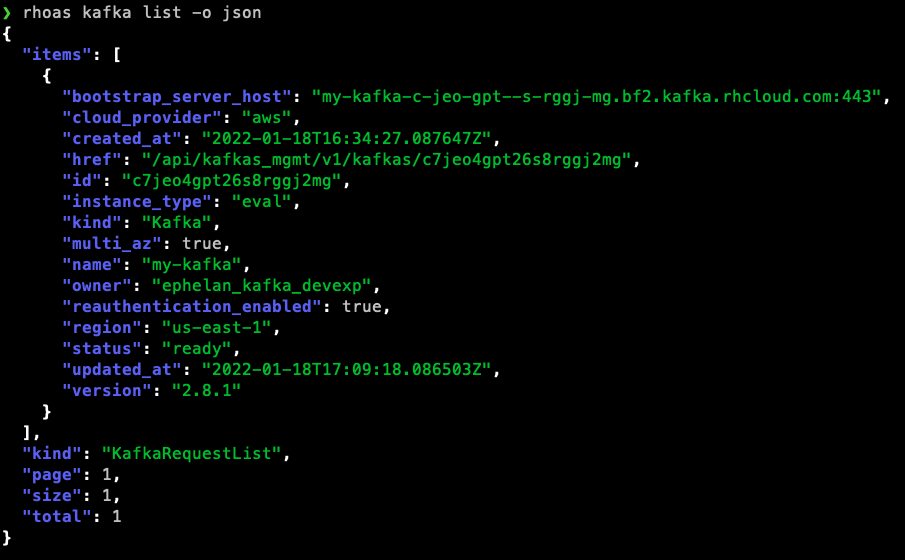 ❯ rhoas kafka list -o json
{
  "items": [
    {
      "bootstrap_server_host": "my-kafka-c-jeo-gpt--s-rggj-mg.bf2.kafka.rhcloud.com:443",
      "cloud_provider": "aws",
      "created_at": "2022-01-18T16:34:27.087647Z",
      "href": "/api/kafkas_mgmt/v1/kafkas/c7jeo4gpt26s8rggj2mg",
      "id": "c7jeo4gpt26s8rggj2mg",
      "instance_type": "eval",
      "kind": "Kafka",
      "multi_az": true,
      "name": "my-kafka",
      "owner": "ephelan_kafka_devexp",
      "reauthentication_enabled": true,
      "region": "us-east-1",
      "status": "ready",
      "updated_at": "2022-01-18T17:09:18.086503Z",
      "version": "2.8.1"
    }
  ],
  "kind": "KafkaRequestList",
  "page": 1,
  "size": 1,
  "total": 1
}